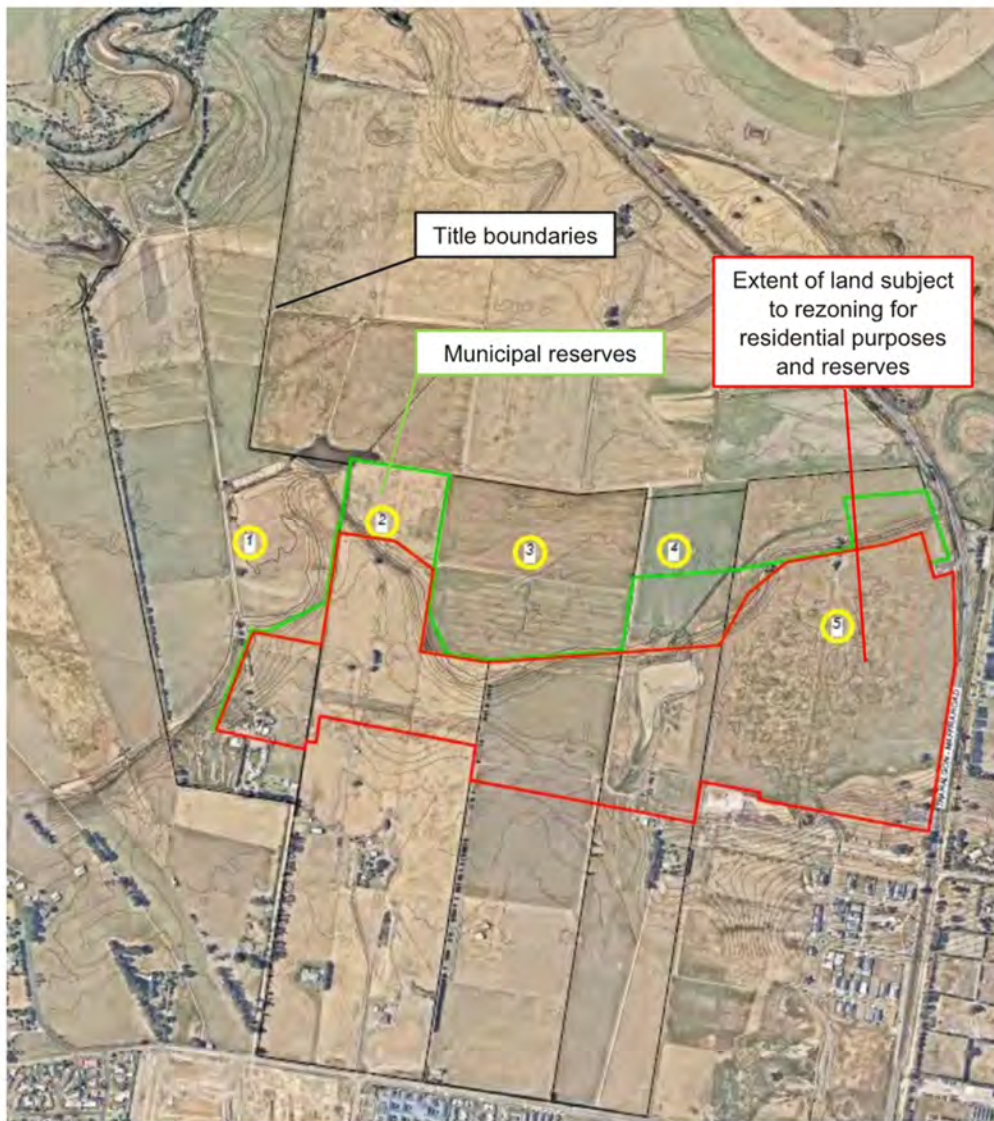 Title boundaries
Municipal reserves
Extent of land subject
to rezoning for
residential purposes
and reserves
1
2
3
4
5